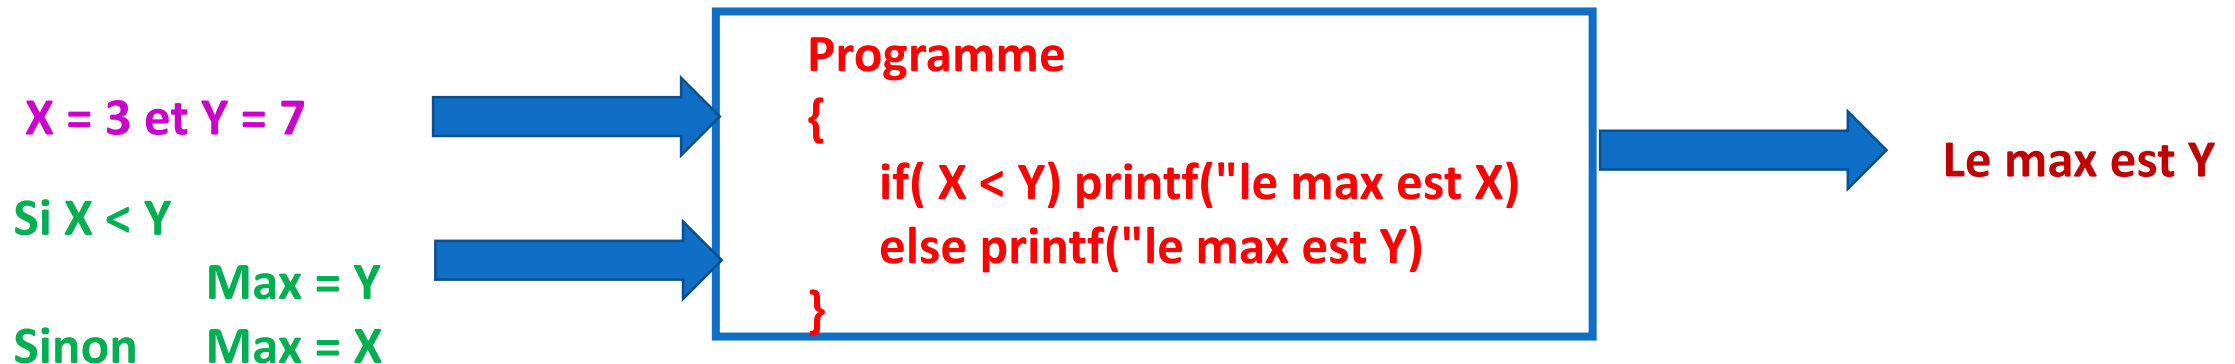 X = 3 et Y = 7
Si X < Y
Max = Y
Sinon Max = X
Programme
{
if( X < Y) printf("le max est X)
else printf("le max est Y)
}
Le max est Y